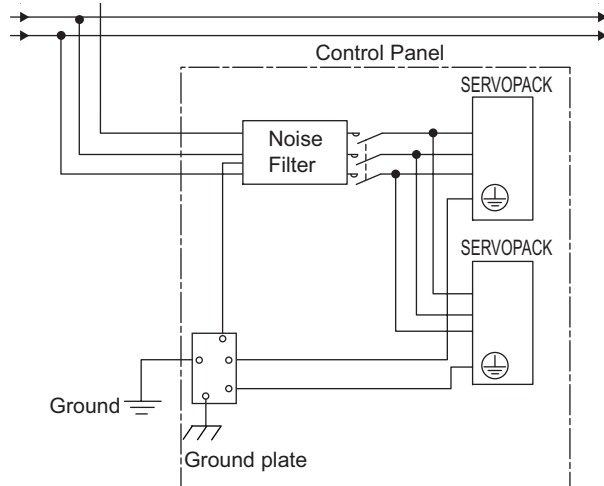 Control Panel
SERVOPACK
Noise
Filter
SERVOPACK
Ground
Ground plate